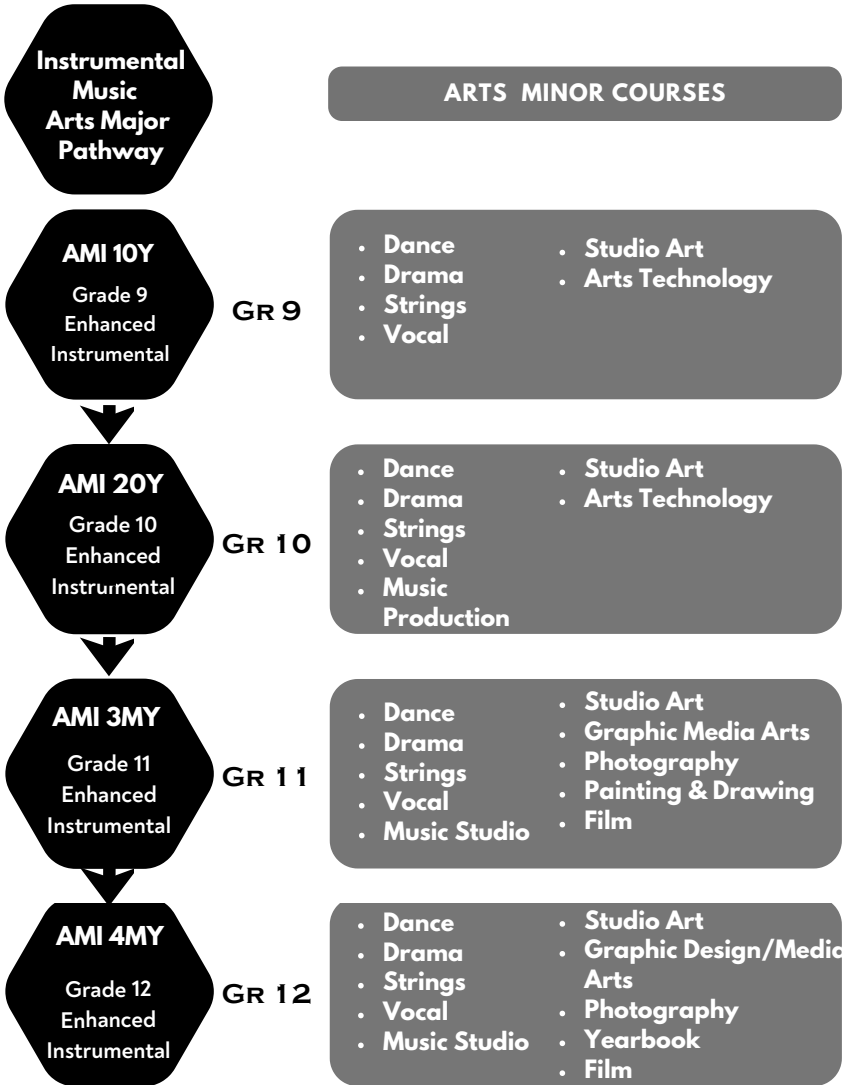 Instrumental
Music
Arts Major
Pathway
ARTS MINOR COURSES
AMI 10Y
Grade 9
Enhanced
Instrumental
GR 9
• Dance
• Drama
• Strings
• Vocal
• Studio Art
• Arts Technology
AMI 20Y
Grade 10
Enhanced
Instrumental
GR 10
• Dance
• Drama
• Strings
• Vocal
• Music
Production
• Studio Art
• Arts Technology
AMI 3MY
Grade 11
Enhanced
Instrumental
GR 11
• Dance
• Drama
• Strings
• Vocal
• Music Studio
• Studio Art
• Graphic Media Arts
• Photography
• Painting & Drawing
• Film
AMI 4MY
Grade 12
Enhanced
Instrumental
GR 12
• Dance
• Drama
• Strings
• Vocal
• Music Studio
• Studio Art
• Graphic Design/Media
Arts
• Photography
• Yearbook
• Film